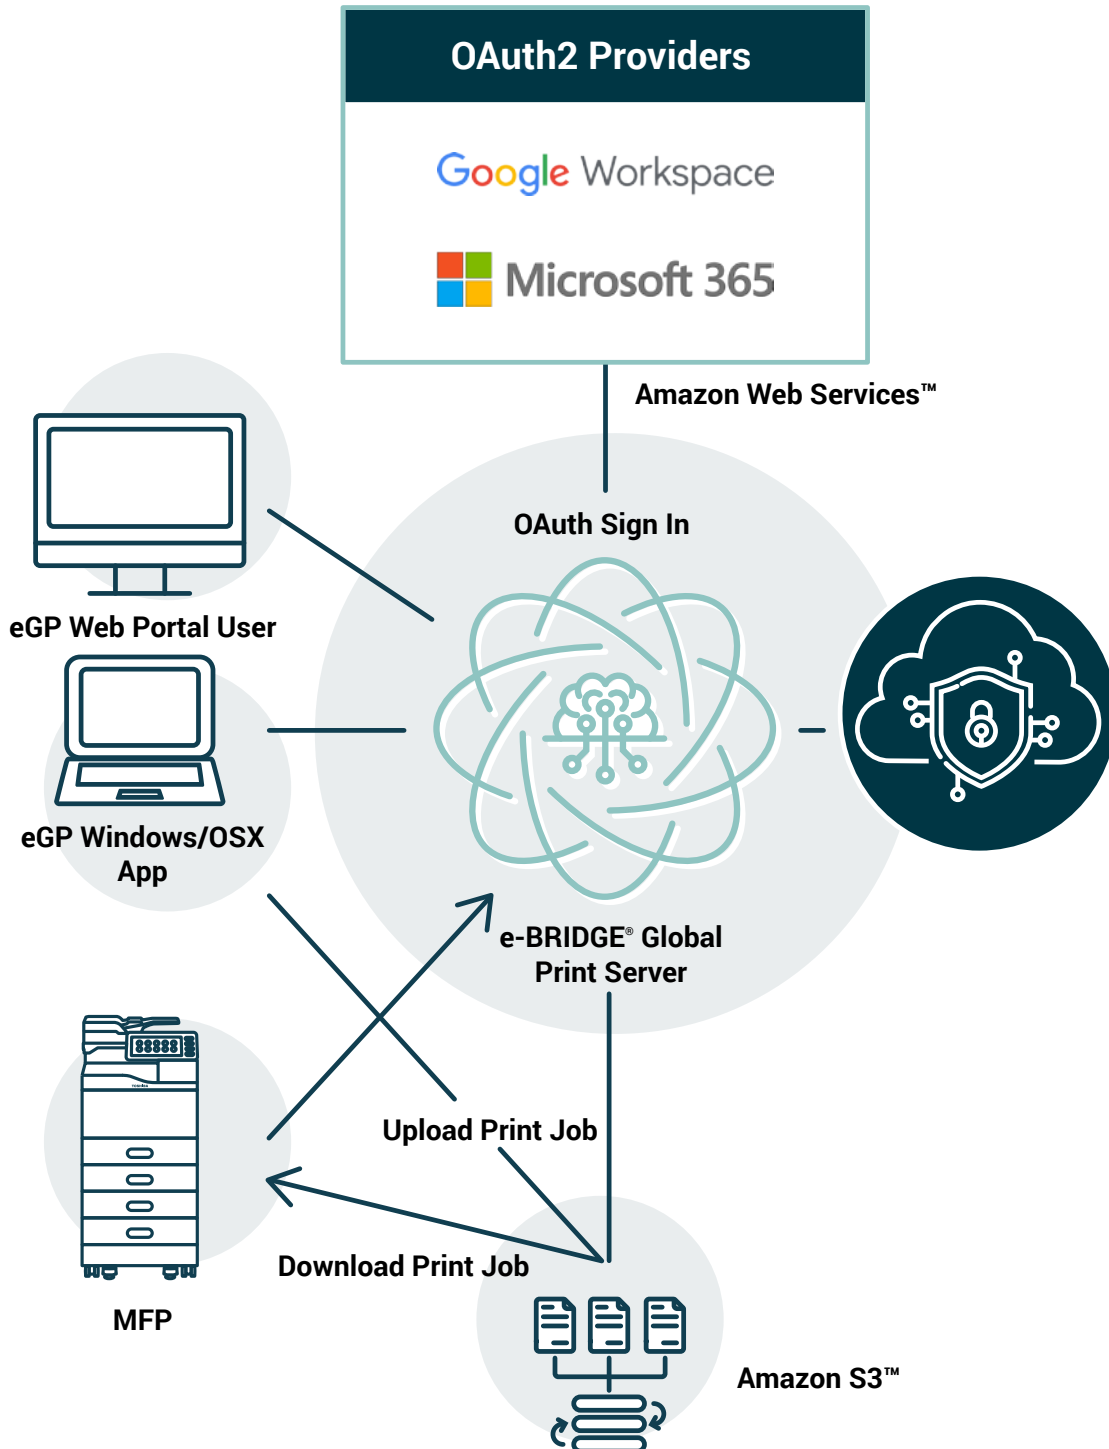 OAuth2 Providers
Google Workspace
Microsoft 365
Amazon Web Services™
OAuth Sign In
eGP Web Portal User
eGP Windows/OSX
App
e-BRIDGE® Global
Print Server
TOSHIBA
Upload Print Job
Download Print Job
MFP
Amazon S3™